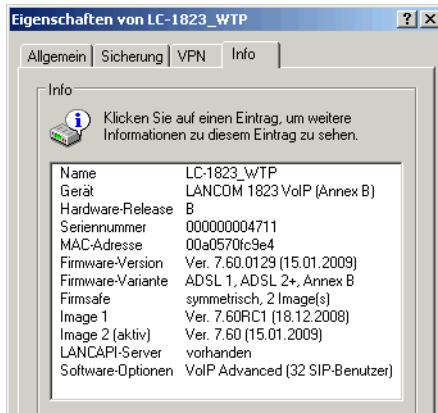 Eigenschaften von LC-1823_WTP
Allgemein Sicherung VPN Info
Info
Klicken Sie auf einen Eintrag, um weitere
Informationen zu diesem Eintrag zu sehen.
Name LC-1823_WTP
Gerät LANCOM 1823 VoIP (Annex B)
Hardware-Release B
Seriennummer 000000004711
MAC-Adresse 00a0570fc9e4
Firmware-Version Ver. 7.60.0129 (15.01.2009)
Firmware-Variante ADSL 1, ADSL 2+, Annex B
Firmsafe symmetrisch, 2 Image(s)
Image 1 Ver. 7.60RC1 (18.12.2008)
Image 2 (aktiv) Ver. 7.60 (15.01.2009)
LANCAPI-Server vorhanden
Software-Optionen VoIP Advanced (32 SIP-Benutzer)